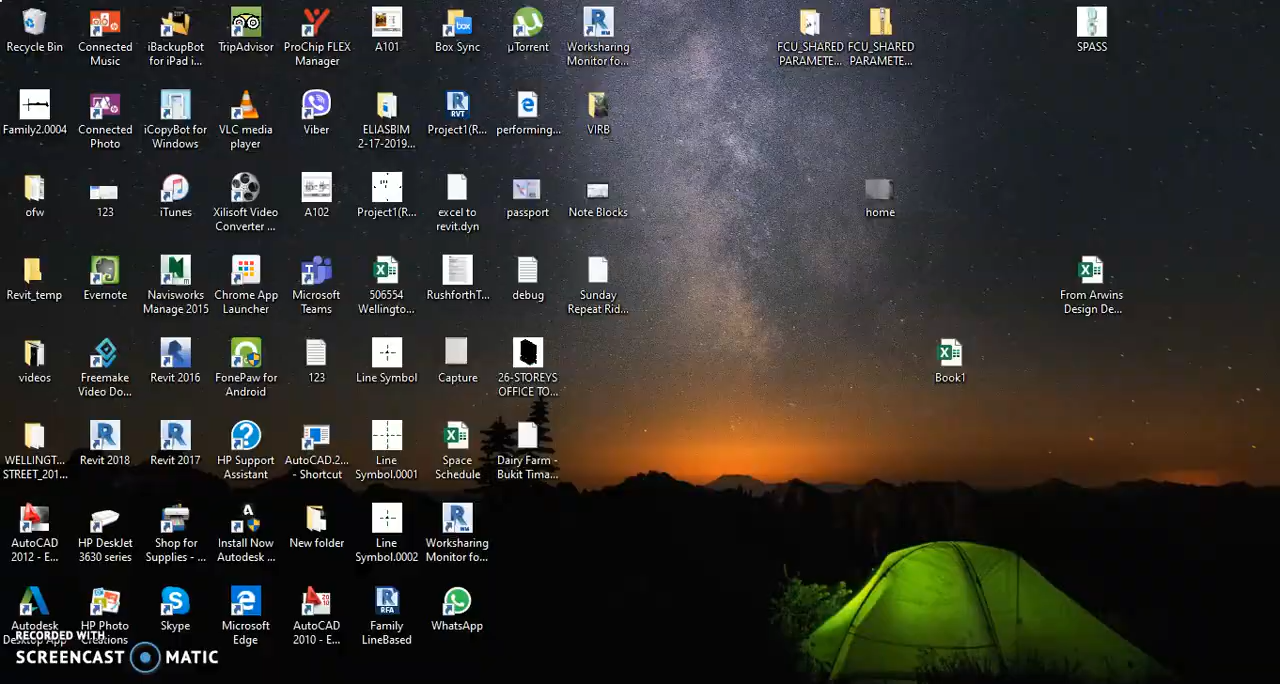 Recycle Bin
Connected
Music
iBackupBot
for iPad i...
TripAdvisor
ProChip FLEX
Manager
A101
Box Sync
µTorrent
Worksharing
Monitor fo...
FCU_SHARED
PARAMETE...
FCU_SHARED
PARAMETE...
SPASS
Family2.0004
Connected
Photo
iCopyBot for
Windows
VLC media
player
Viber
ELIASBIM
2-17-2019...
Project1(R...
performing...
VIRB
ofw
123
iTunes
Xilisoft Video
Converter ...
A102
Project1(R...
excel to
revit.dyn
passport
Note Blocks
home
Revit_temp
Evernote
Navisworks
Manage 2015
Chrome App
Launcher
Microsoft
Teams
506554
Wellingto...
RushforthT...
debug
Sunday
Repeat Rid...
From Arwins
Design De...
videos
Freemake
Video Do...
Revit 2016
FonePaw for
Android
123
Line Symbol
Capture
26-STOREYS
OFFICE TO...
Book1
WELLINGT...
STREET_201...
Revit 2018
Revit 2017
HP Support
Assistant
AutoCAD.2...
- Shortcut
Line
Symbol.0001
Space
Schedule
Dairy Farm -
Bukit Tima...
AutoCAD
2012 - E...
HP DeskJet
3630 series
Shop for
Supplies - ...
Install Now
Autodesk ...
New folder
Line
Symbol.0002
Worksharing
Monitor fo...
Autodesk
Desktop App
HP Photo
Creations
Skype
Microsoft
Edge
AutoCAD
2010 - E...
Family
LineBased
WhatsApp
RECORDED WITH
SCREENCAST MATIC